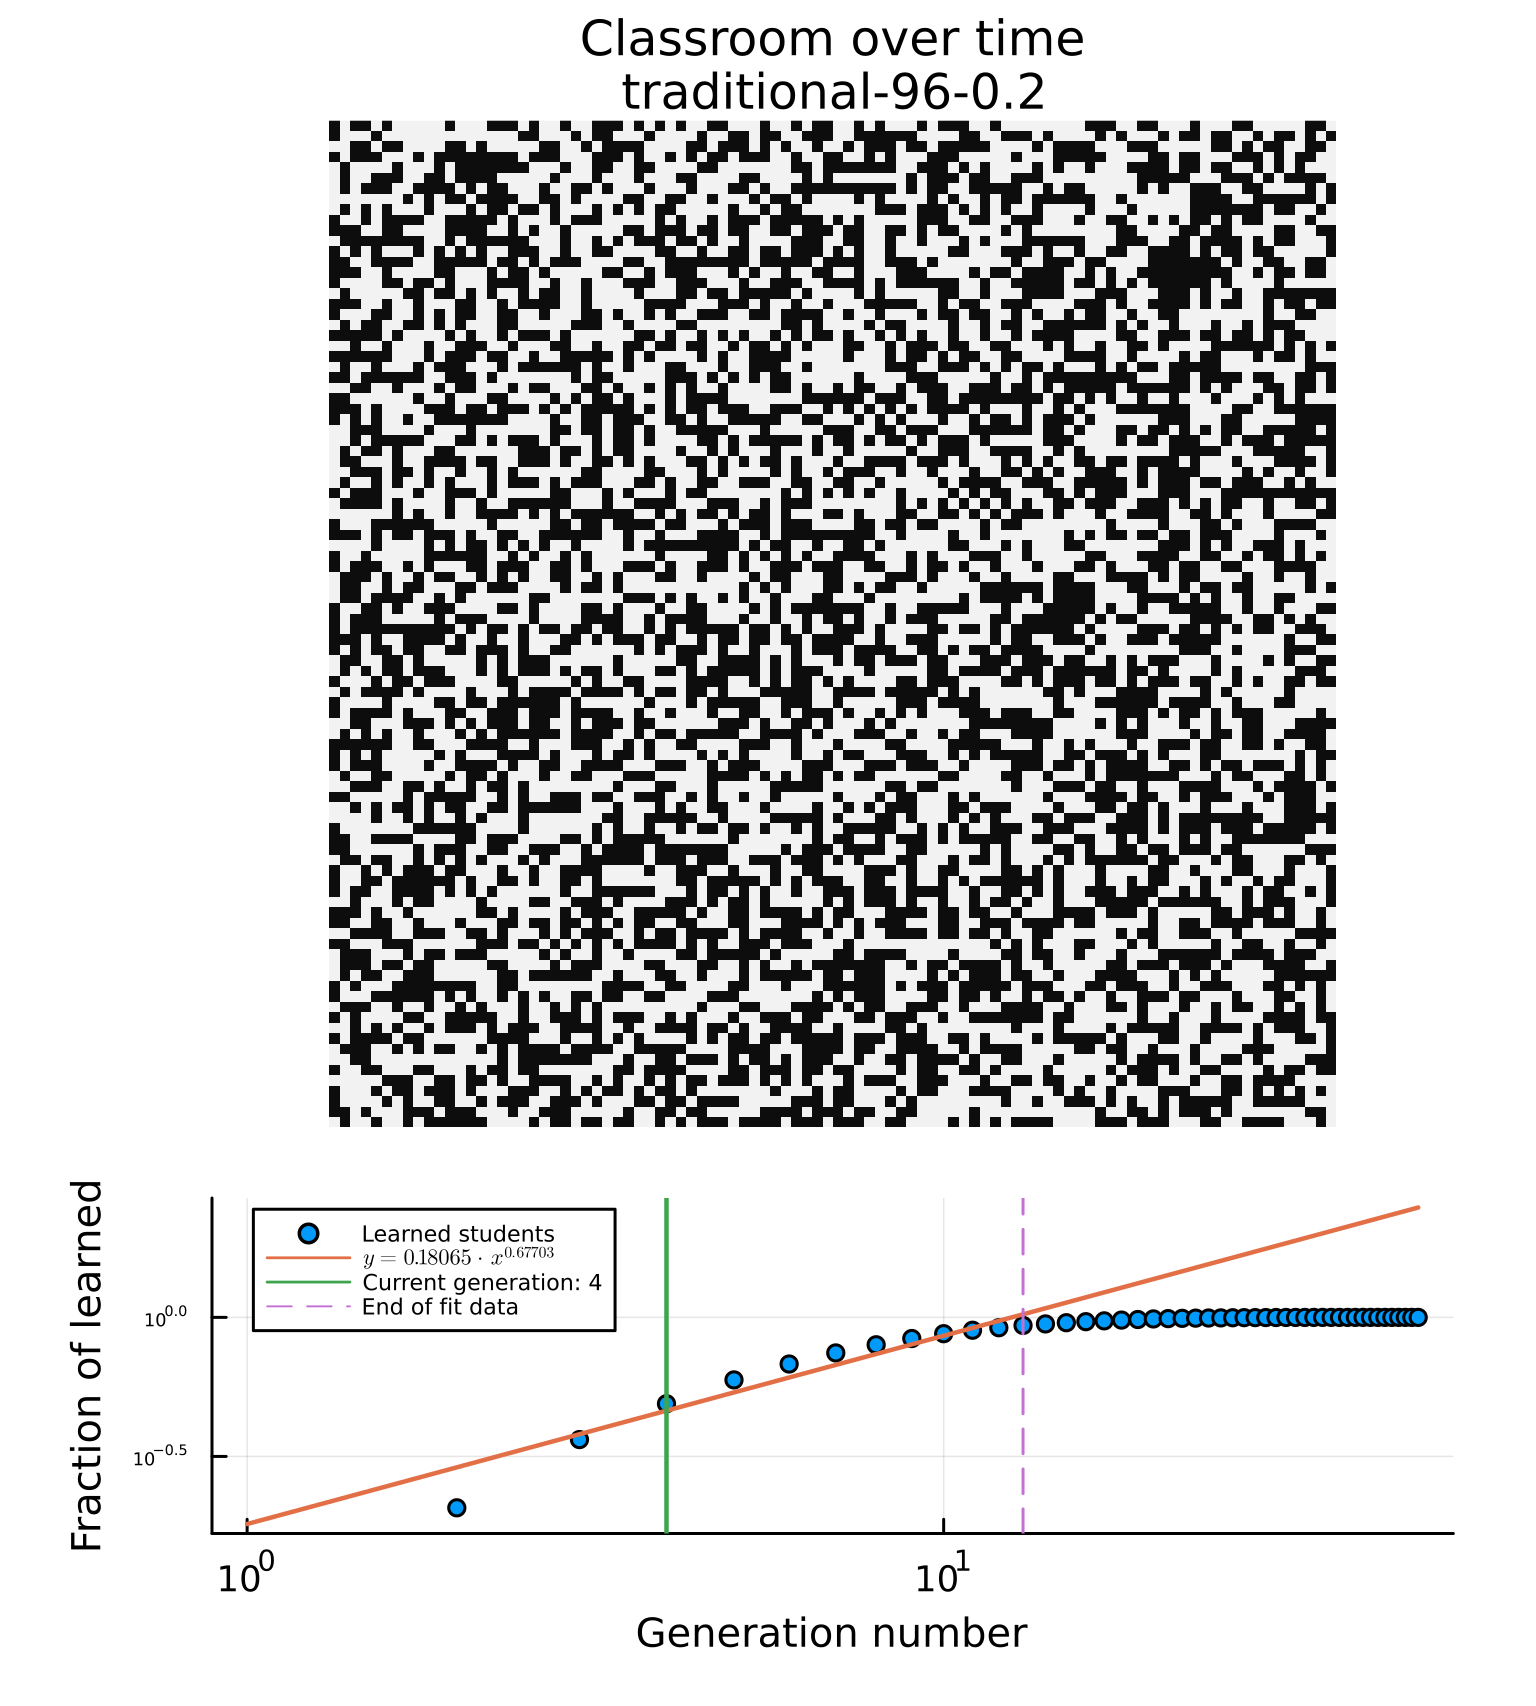 Classroom over time
traditional-96-0.2
Fraction of learned
Learned students
y = 0.18065 · x^0.67703
Current generation: 4
End of fit data
10^0.0
10^−0.5
10^0
10^1
Generation number